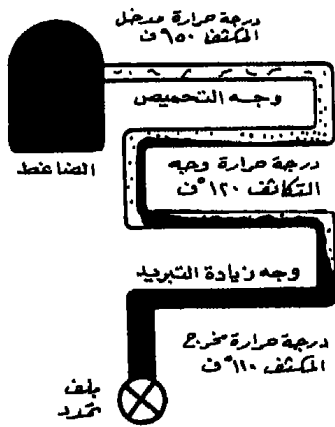 درجة حرارة مدخل
المكثف ١٥٠ ف
وجه التحميص
الضاغط
درجة حرارة وجه
التكاثف ١٢٠°ف
وجه زيادة التبريد
درجة حرارة مخرج
المكثف ١١٠°ف
بلف
تمدد